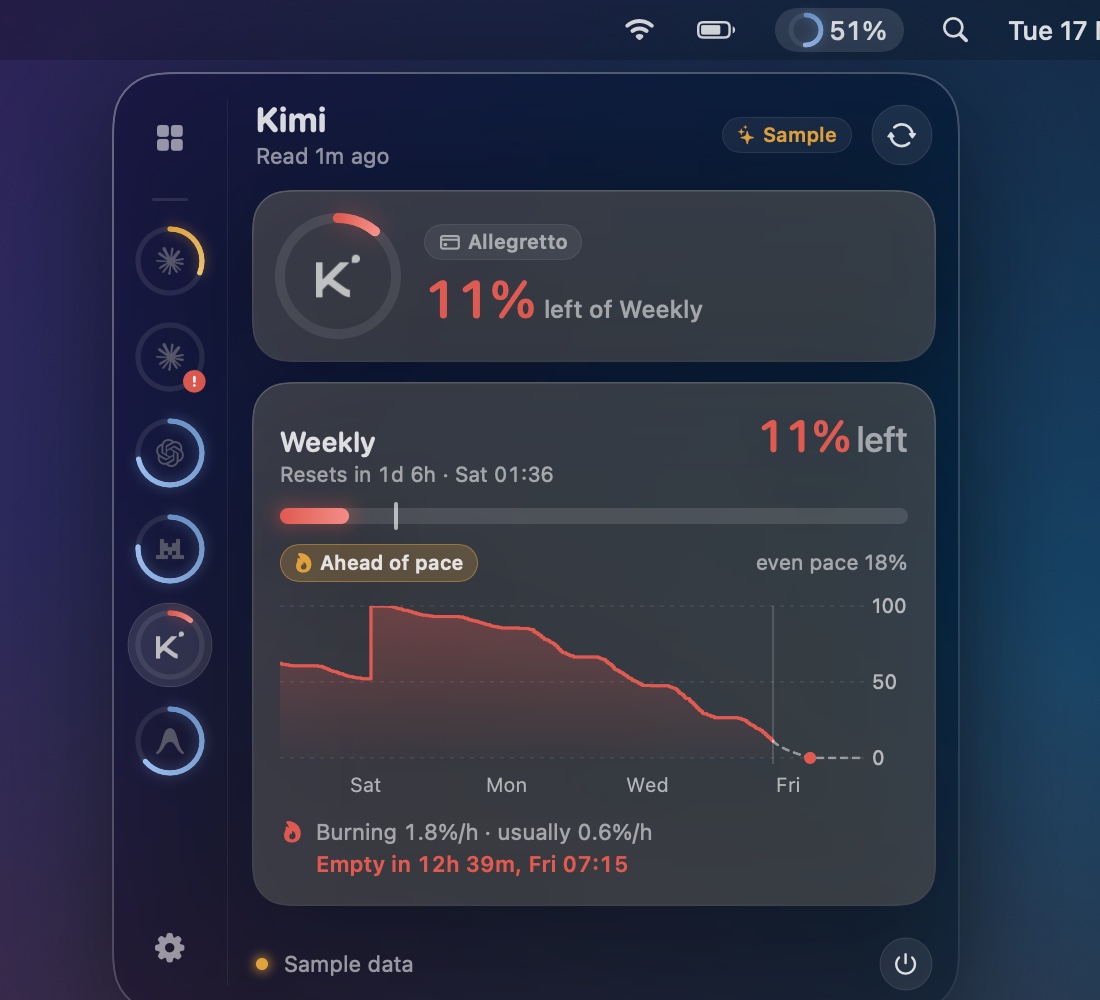 51%
Tue 17
Kimi
Read 1m ago
Sample
Allegretto
11% left of Weekly
Weekly
11% left
Resets in 1d 6h · Sat 01:36
Ahead of pace
even pace 18%
100
50
0
Sat Mon Wed Fri
Burning 1.8%/h · usually 0.6%/h
Empty in 12h 39m, Fri 07:15
Sample data